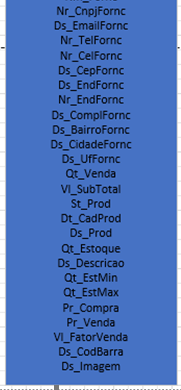 Nr_CnpjFornc
Ds_EmailFornc
Nr_TelFornc
Nr_CelFornc
Ds_CepFornc
Ds_EndFornc
Nr_EndFornc
Ds_ComplFornc
Ds_BairroFornc
Ds_CidadeFornc
Ds_UfFornc
Qt_Venda
Vl_SubTotal
St_Prod
Dt_CadProd
Ds_Prod
Qt_Estoque
Ds_Descricao
Qt_EstMin
Qt_EstMax
Pr_Compra
Pr_Venda
Vl_FatorVenda
Ds_CodBarra
Ds_Imagem